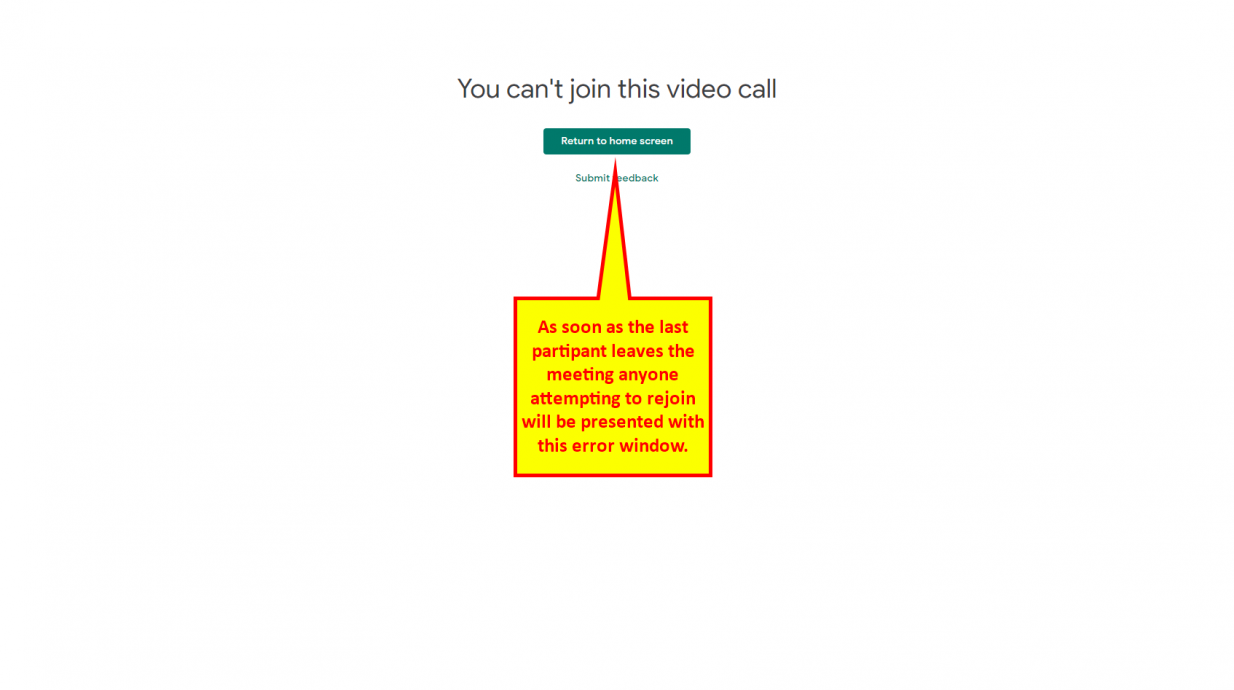 You can't join this video call
Return to home screen
Submit feedback
As soon as the last
partipant leaves the
meeting anyone
attempting to rejoin
will be presented with
this error window.